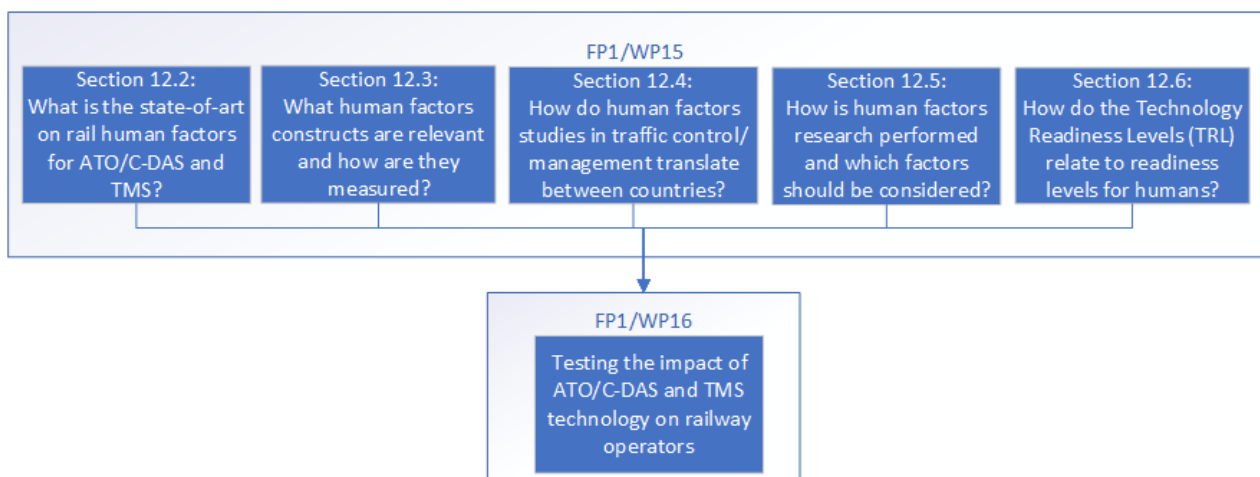 FP1/WP15
Section 12.2:
What is the state-of-art
on rail human factors
for ATO/C-DAS and
TMS?
Section 12.3:
What human factors
constructs are relevant
and how are they
measured?
Section 12.4:
How do human factors
studies in traffic control/
management translate
between countries?
Section 12.5:
How is human factors
research performed
and which factors
should be considered?
Section 12.6:
How do the Technology
Readiness Levels (TRL)
relate to readiness
levels for humans?
FP1/WP16
Testing the impact of
ATO/C-DAS and TMS
technology on railway
operators